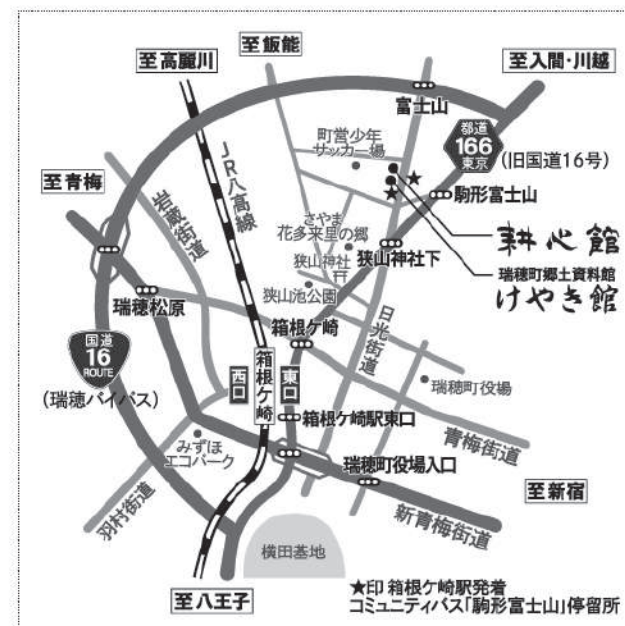 至飯能
至高麗川
至入間・川越
富士山
町営少年
サッカー場
都道
166
東京
(旧国道16号)
JR八高線
至青梅
岩蔵街道
駒形富士山
さやま
花多来里の郷
狭山神社下
耕心館
狭山神社
瑞穂町郷土資料館
けやき館
狭山池公園
瑞穂松原
箱根ケ崎
日光街道
国道
16
ROUTE
(瑞穂バイパス)
西口
箱根ケ崎
東口
瑞穂町役場
箱根ケ崎駅東口
青梅街道
みずほ
エコパーク
瑞穂町役場入口
羽村街道
至新宿
新青梅街道
横田基地
至八王子
★印 箱根ケ崎駅発着
コミュニティバス「駒形富士山」停留所